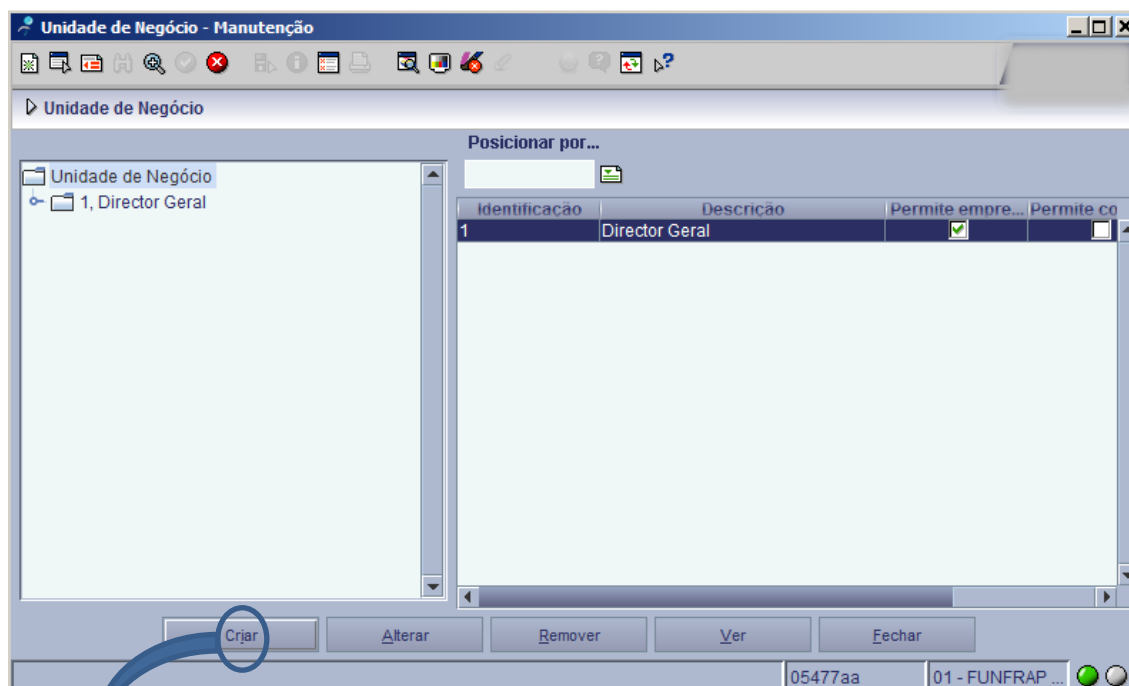 Unidade de Negócio - Manutenção
Unidade de Negócio
Posicionar por...
Unidade de Negócio
1, Director Geral
Identificação Descrição Permite empre... Permite co
1 Director Geral
Criar Alterar Remover Ver Fechar
05477aa 01 - FUNFRAP ...